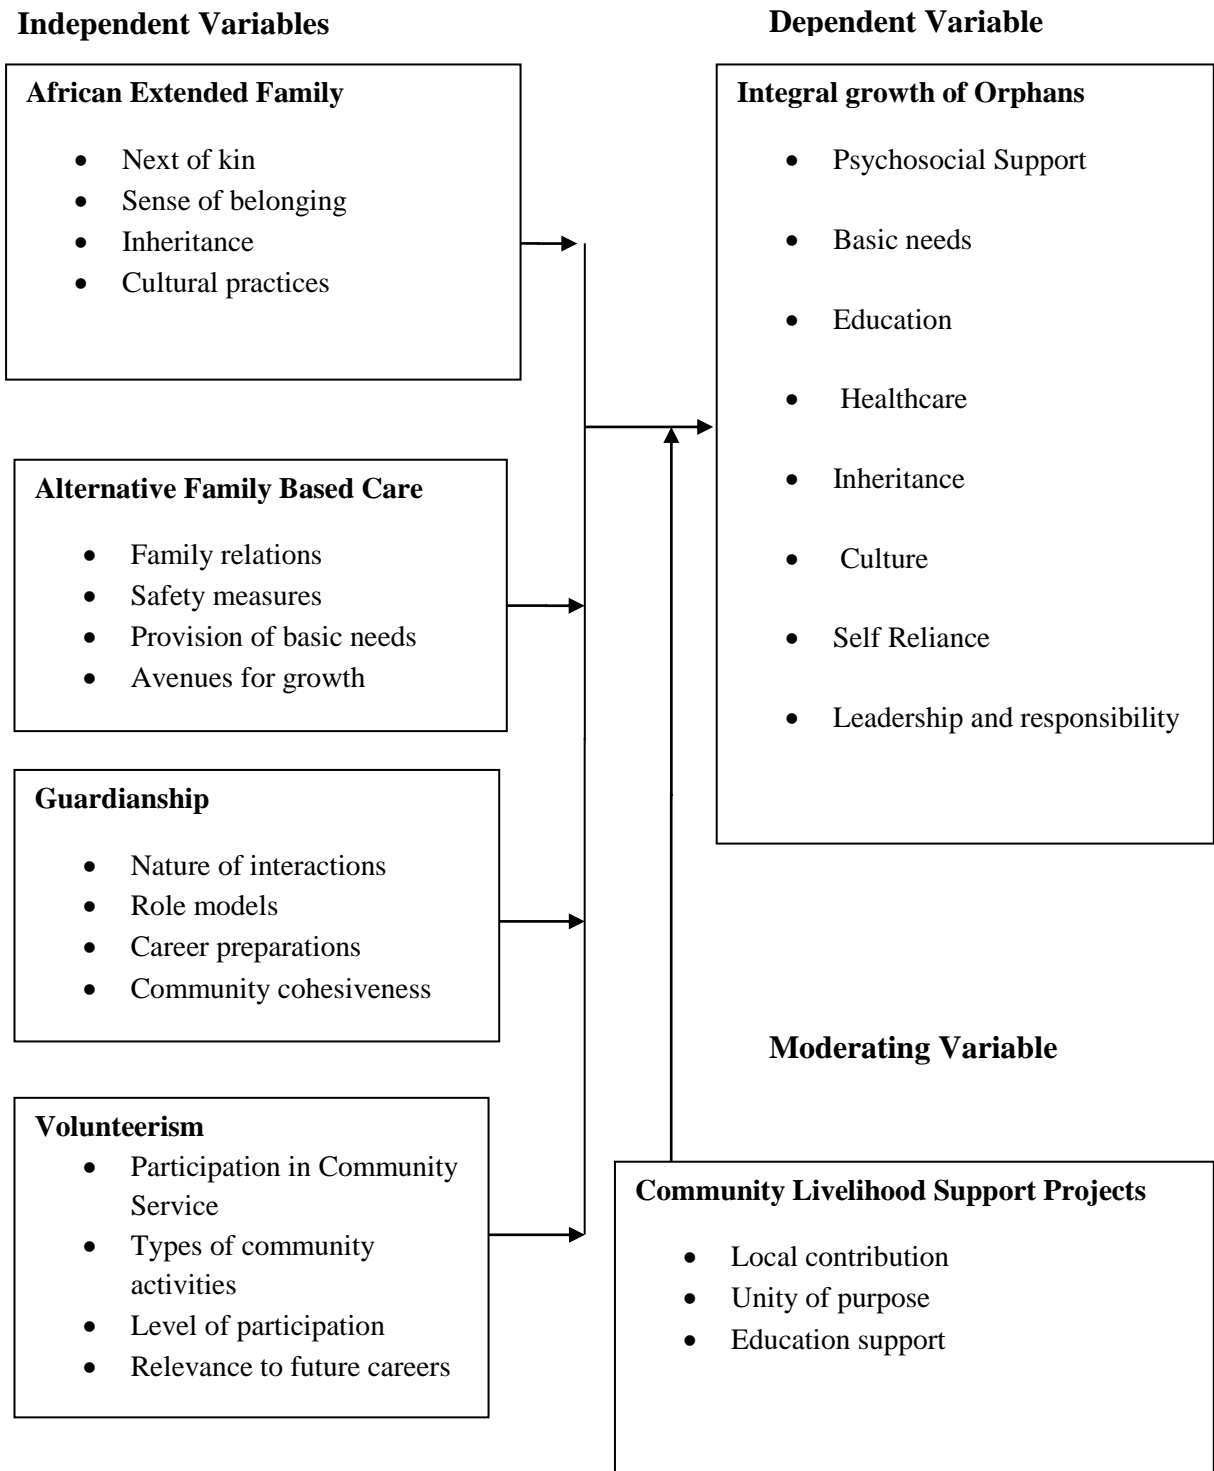 Independent Variables
African Extended Family
• Next of kin
• Sense of belonging
• Inheritance
• Cultural practices
Alternative Family Based Care
• Family relations
• Safety measures
• Provision of basic needs
• Avenues for growth
Guardianship
• Nature of interactions
• Role models
• Career preparations
• Community cohesiveness
Volunteerism
• Participation in Community
Service
• Types of community
activities
• Level of participation
• Relevance to future careers
Dependent Variable
Integral growth of Orphans
• Psychosocial Support
• Basic needs
• Education
• Healthcare
• Inheritance
• Culture
• Self Reliance
• Leadership and responsibility
Moderating Variable
Community Livelihood Support Projects
• Local contribution
• Unity of purpose
• Education support